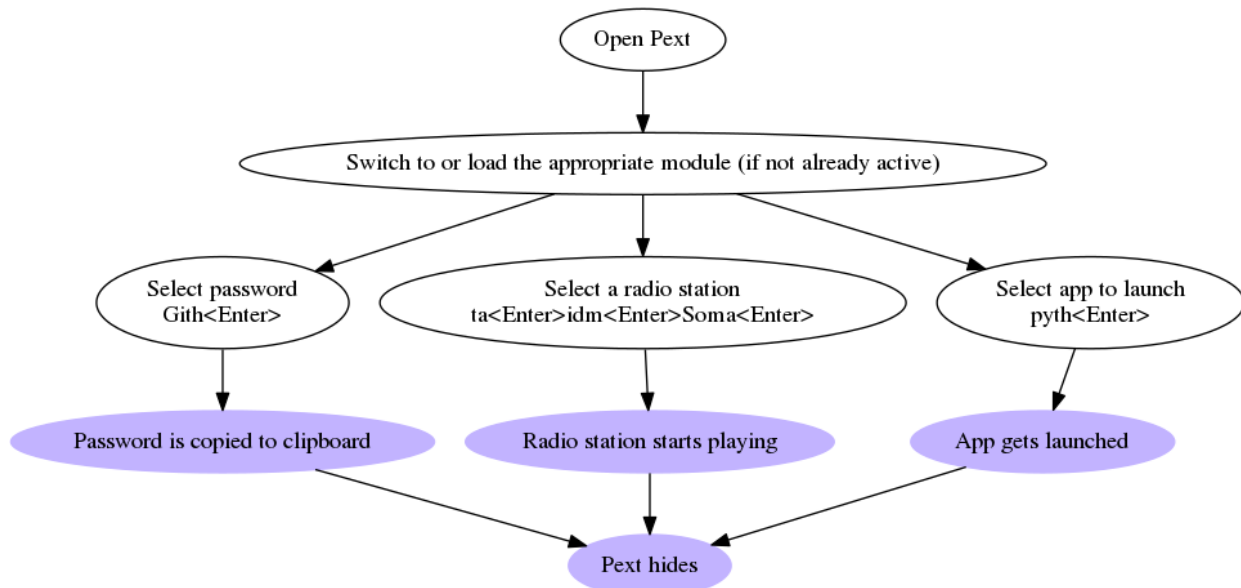 Open Pext
Switch to or load the appropriate module (if not already active)
Select password
Gith<Enter>
Select a radio station
ta<Enter>idm<Enter>Soma<Enter>
Select app to launch
pyth<Enter>
Password is copied to clipboard
Radio station starts playing
App gets launched
Pext hides